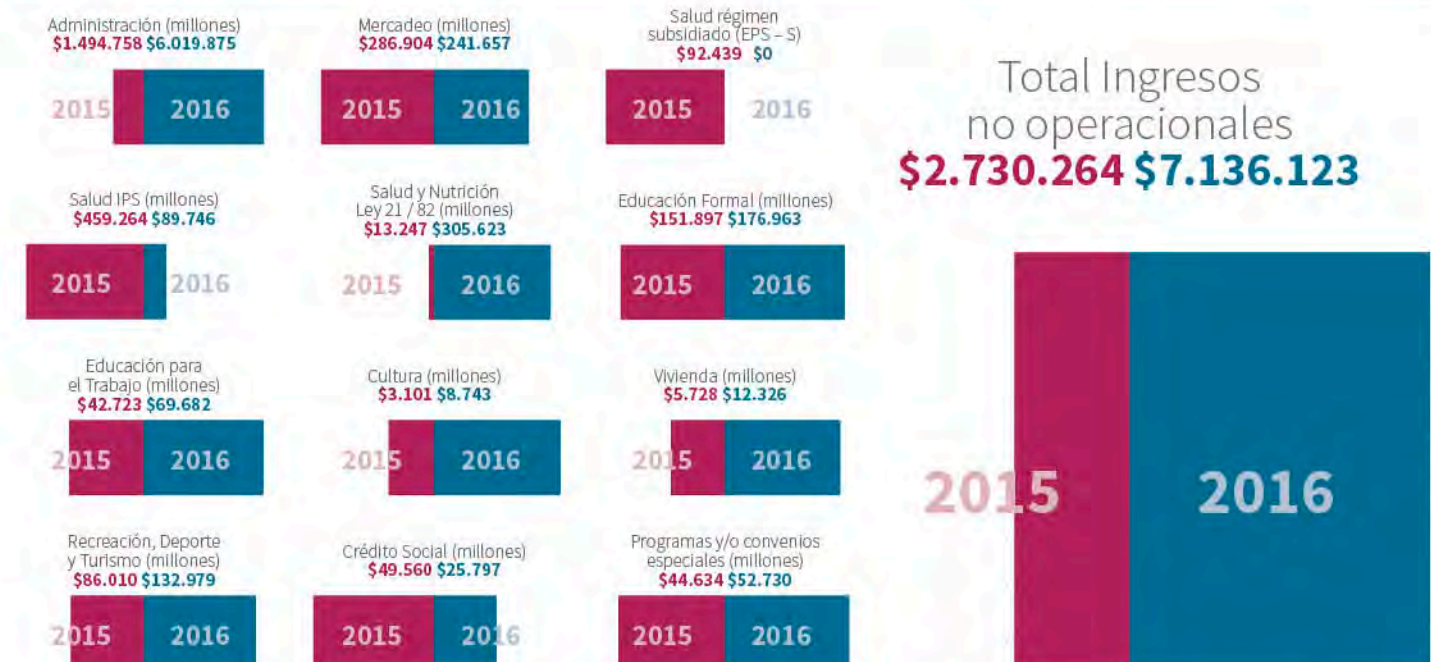 Administración (millones)
$1.494.758 $6.019.875
2015 2016
Mercadeo (millones)
$286.904 $241.657
2015 2016
Salud régimen
subsidiado (EPS – S)
$92.439 $0
2015 2016
Salud IPS (millones)
$459.264 $89.746
2015 2016
Salud y Nutrición
Ley 21 / 82 (millones)
$13.247 $305.623
2015 2016
Educación Formal (millones)
$151.897 $176.963
2015 2016
Educación para
el Trabajo (millones)
$42.723 $69.682
2015 2016
Cultura (millones)
$3.101 $8.743
2015 2016
Vivienda (millones)
$5.728 $12.326
2015 2016
Recreación, Deporte
y Turismo (millones)
$86.010 $132.979
2015 2016
Crédito Social (millones)
$49.560 $25.797
2015 2016
Programas y/o convenios
especiales (millones)
$44.634 $52.730
2015 2016
Total Ingresos
no operacionales
$2.730.264 $7.136.123
2015 2016